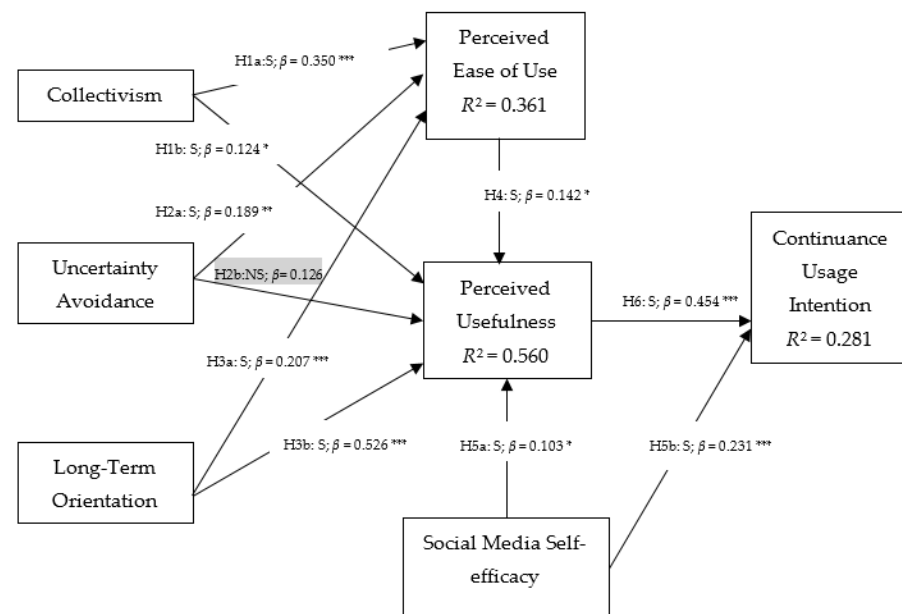 Perceived
Ease of Use
R² = 0.361
H1a:S; β = 0.350 ***
Collectivism
H1b: S; β = 0.124 *
H4: S; β = 0.142 *
H2a: S; β = 0.189 **
Continuance
Usage
Intention
R² = 0.281
Uncertainty
Avoidance
H2b:NS; β = 0.126
Perceived
Usefulness
R² = 0.560
H6: S; β = 0.454 ***
H3a: S; β = 0.207 ***
H3b: S; β = 0.526 ***
H5a: S; β = 0.103 *
H5b: S; β = 0.231 ***
Long-Term
Orientation
Social Media Self-
efficacy